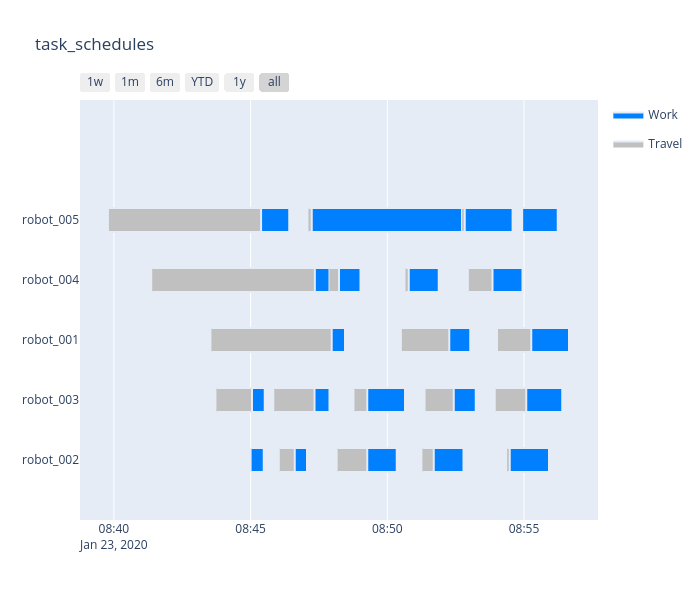 task_schedules
1w 1m 6m YTD 1y all
Work
Travel
robot_005
robot_004
robot_001
robot_003
robot_002
08:40 08:45 08:50 08:55
Jan 23, 2020